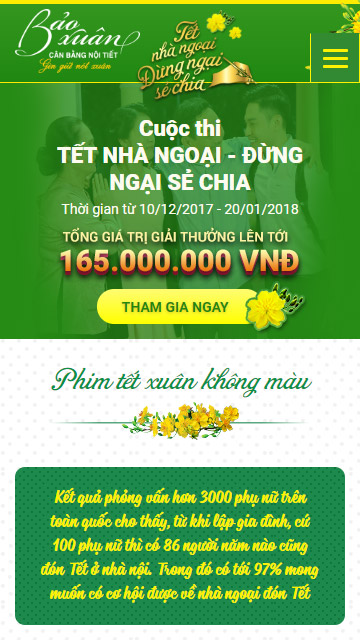 Bảo xuân
CÂN BẰNG NỘI TIẾT
Gìn giữ nét xuân
Tết
nhà ngoại
Đừng ngại
sẻ chia
Cuộc thi
TẾT NHÀ NGOẠI - ĐỪNG
NGẠI SẺ CHIA
Thời gian từ 10/12/2017 - 20/01/2018
TỔNG GIÁ TRỊ GIẢI THƯỞNG LÊN TỚI
165.000.000 VNĐ
THAM GIA NGAY
Phim tết xuân không màu
Kết quả phỏng vấn hơn 3000 phụ nữ trên
toàn quốc cho thấy, từ khi lập gia đình, cứ
100 phụ nữ thì có 86 người năm nào cũng
đón Tết ở nhà nội. Trong đó có tới 97% mong
muốn có cơ hội được về nhà ngoại đón Tết